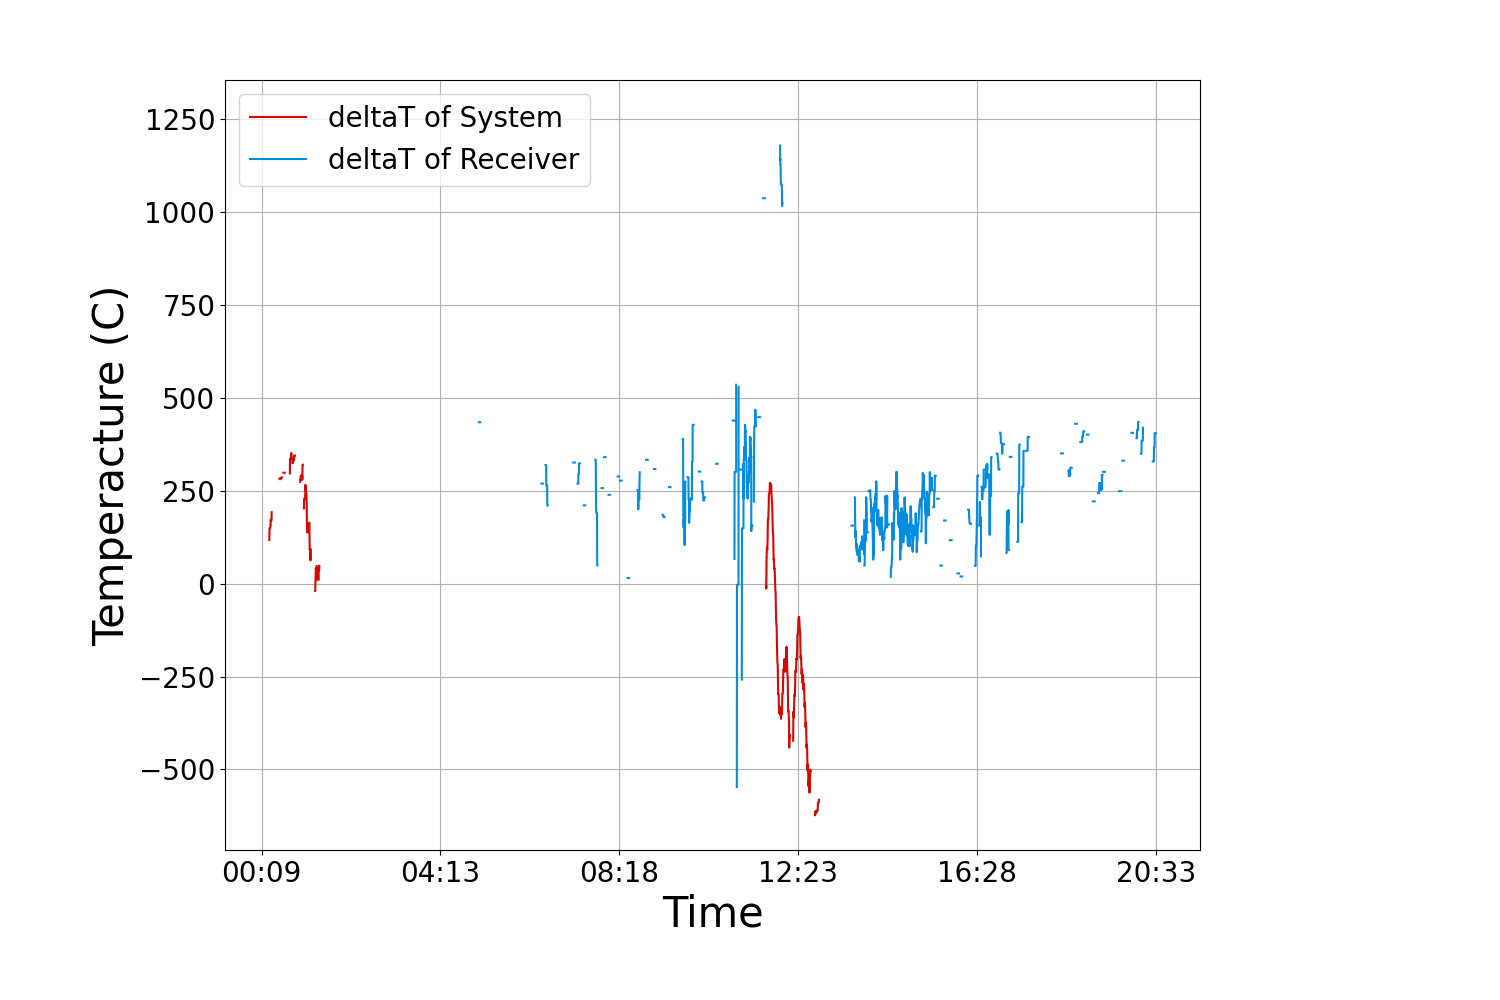 deltaT of System
deltaT of Receiver
1250
1000
750
500
250
0
−250
−500
Temperacture (C)
00:09 04:13 08:18 12:23 16:28 20:33
Time